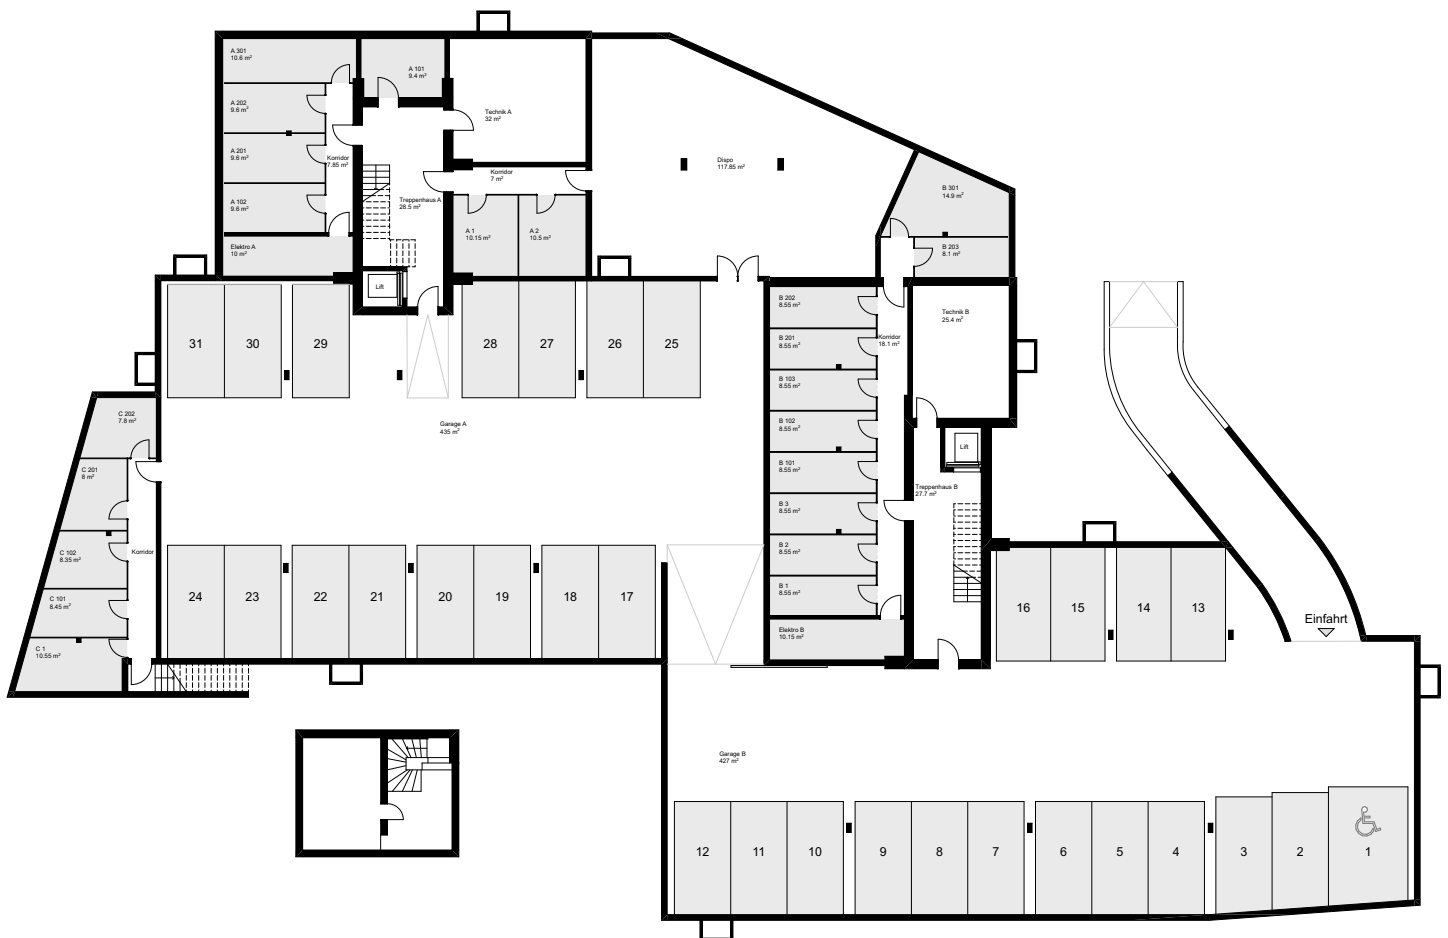 A 301
10.6 m²
A 101
9.4 m²
A 202
9.6 m²
Technik A
32 m²
A 201
9.6 m²
Korridor
7.85 m²
Dispo
117.85 m²
Korridor
7 m²
A 102
9.6 m²
Treppenhaus A
28.5 m²
B 301
14.9 m²
A 1
10.15 m²
A 2
10.5 m²
Elektro A
10 m²
B 203
8.1 m²
Lift
31
30
29
28
27
26
25
B 202
8.55 m²
Technik B
25.4 m²
B 201
8.55 m²
Korridor
18.1 m²
B 103
8.55 m²
C 202
7.8 m²
Garage A
435 m²
B 102
8.55 m²
Lift
C 201
8 m²
B 101
8.55 m²
Treppenhaus B
27.7 m²
B 3
8.55 m²
C 102
8.35 m²
Korridor
B 2
8.55 m²
C 101
8.45 m²
B 1
8.55 m²
24
23
22
21
20
19
18
17
16
15
14
13
Einfahrt
Elektro B
10.15 m²
C 1
10.55 m²
Garage B
427 m²
12
11
10
9
8
7
6
5
4
3
2
1